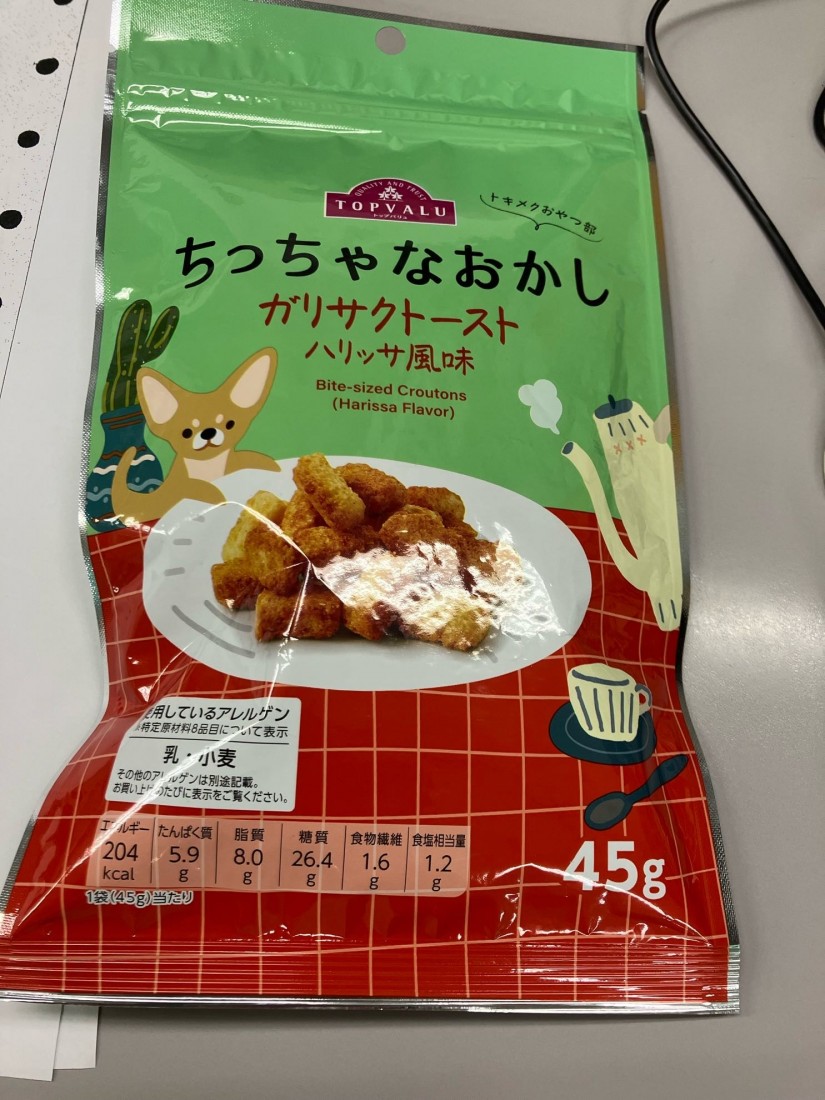 QUALITY AND TRUST
TOPVALU
トップバリュ
トキメクおやつ部
ちっちゃなおかし
ガリサクトースト
ハリッサ風味
Bite-sized Croutons
(Harissa Flavor)
使用しているアレルゲン
※特定原材料8品目について表示
乳・小麦
その他のアレルゲンは別途記載。
お買い上げのたびに表示をご覧ください。
エネルギー たんぱく質 脂質 糖質 食物繊維 食塩相当量
204 5.9 8.0 26.4 1.6 1.2
kcal g g g g g
1袋(45g)当たり
45g